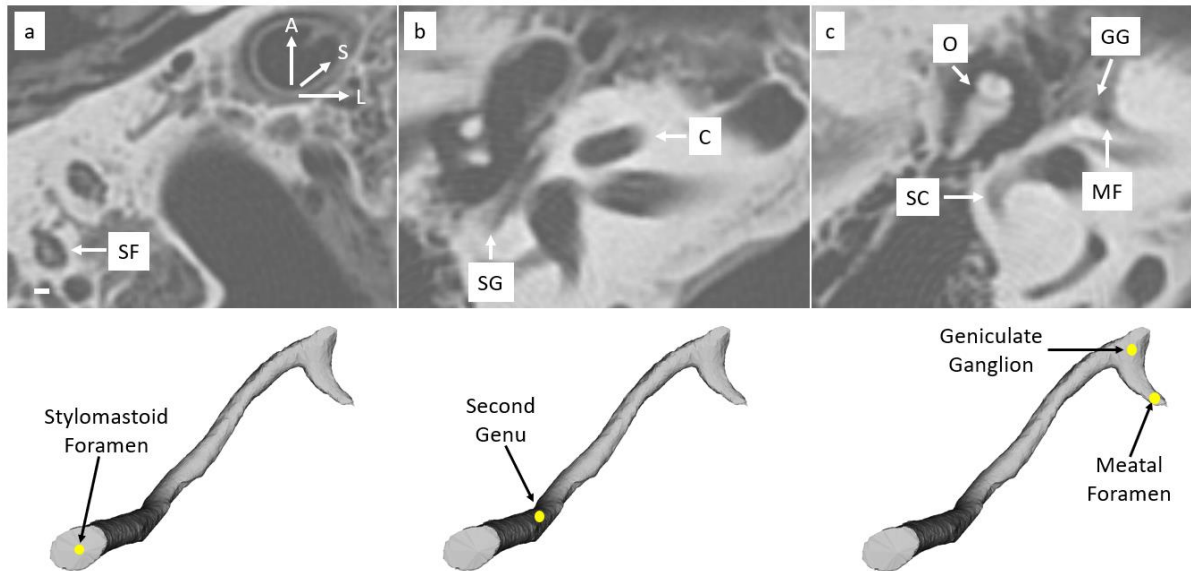 a
A
S
L
SF
b
C
SG
c
O
GG
SC
MF
Stylomastoid
Foramen
Second
Genu
Geniculate
Ganglion
Meatal
Foramen